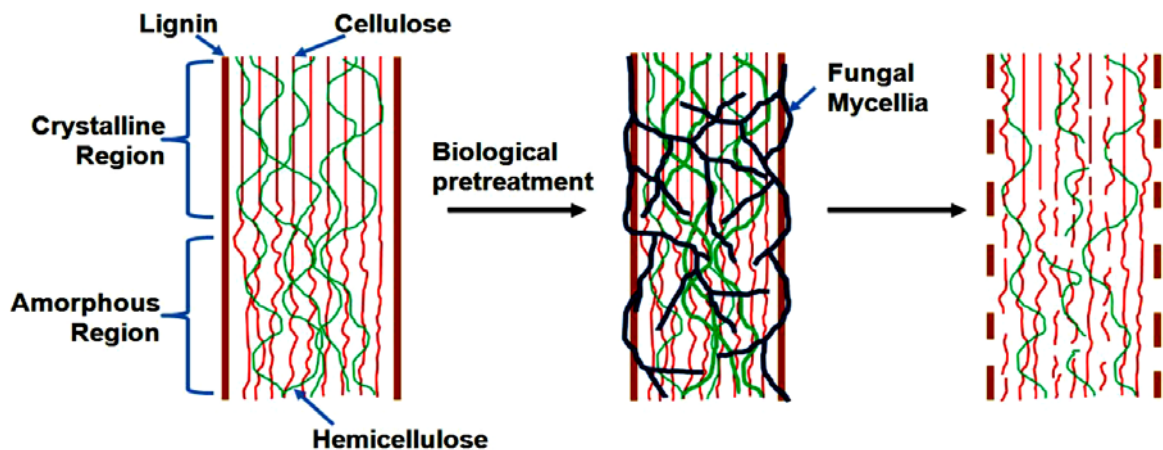 Lignin
Cellulose
Crystalline
Region
Amorphous
Region
Hemicellulose
Biological
pretreatment
Fungal
Mycellia